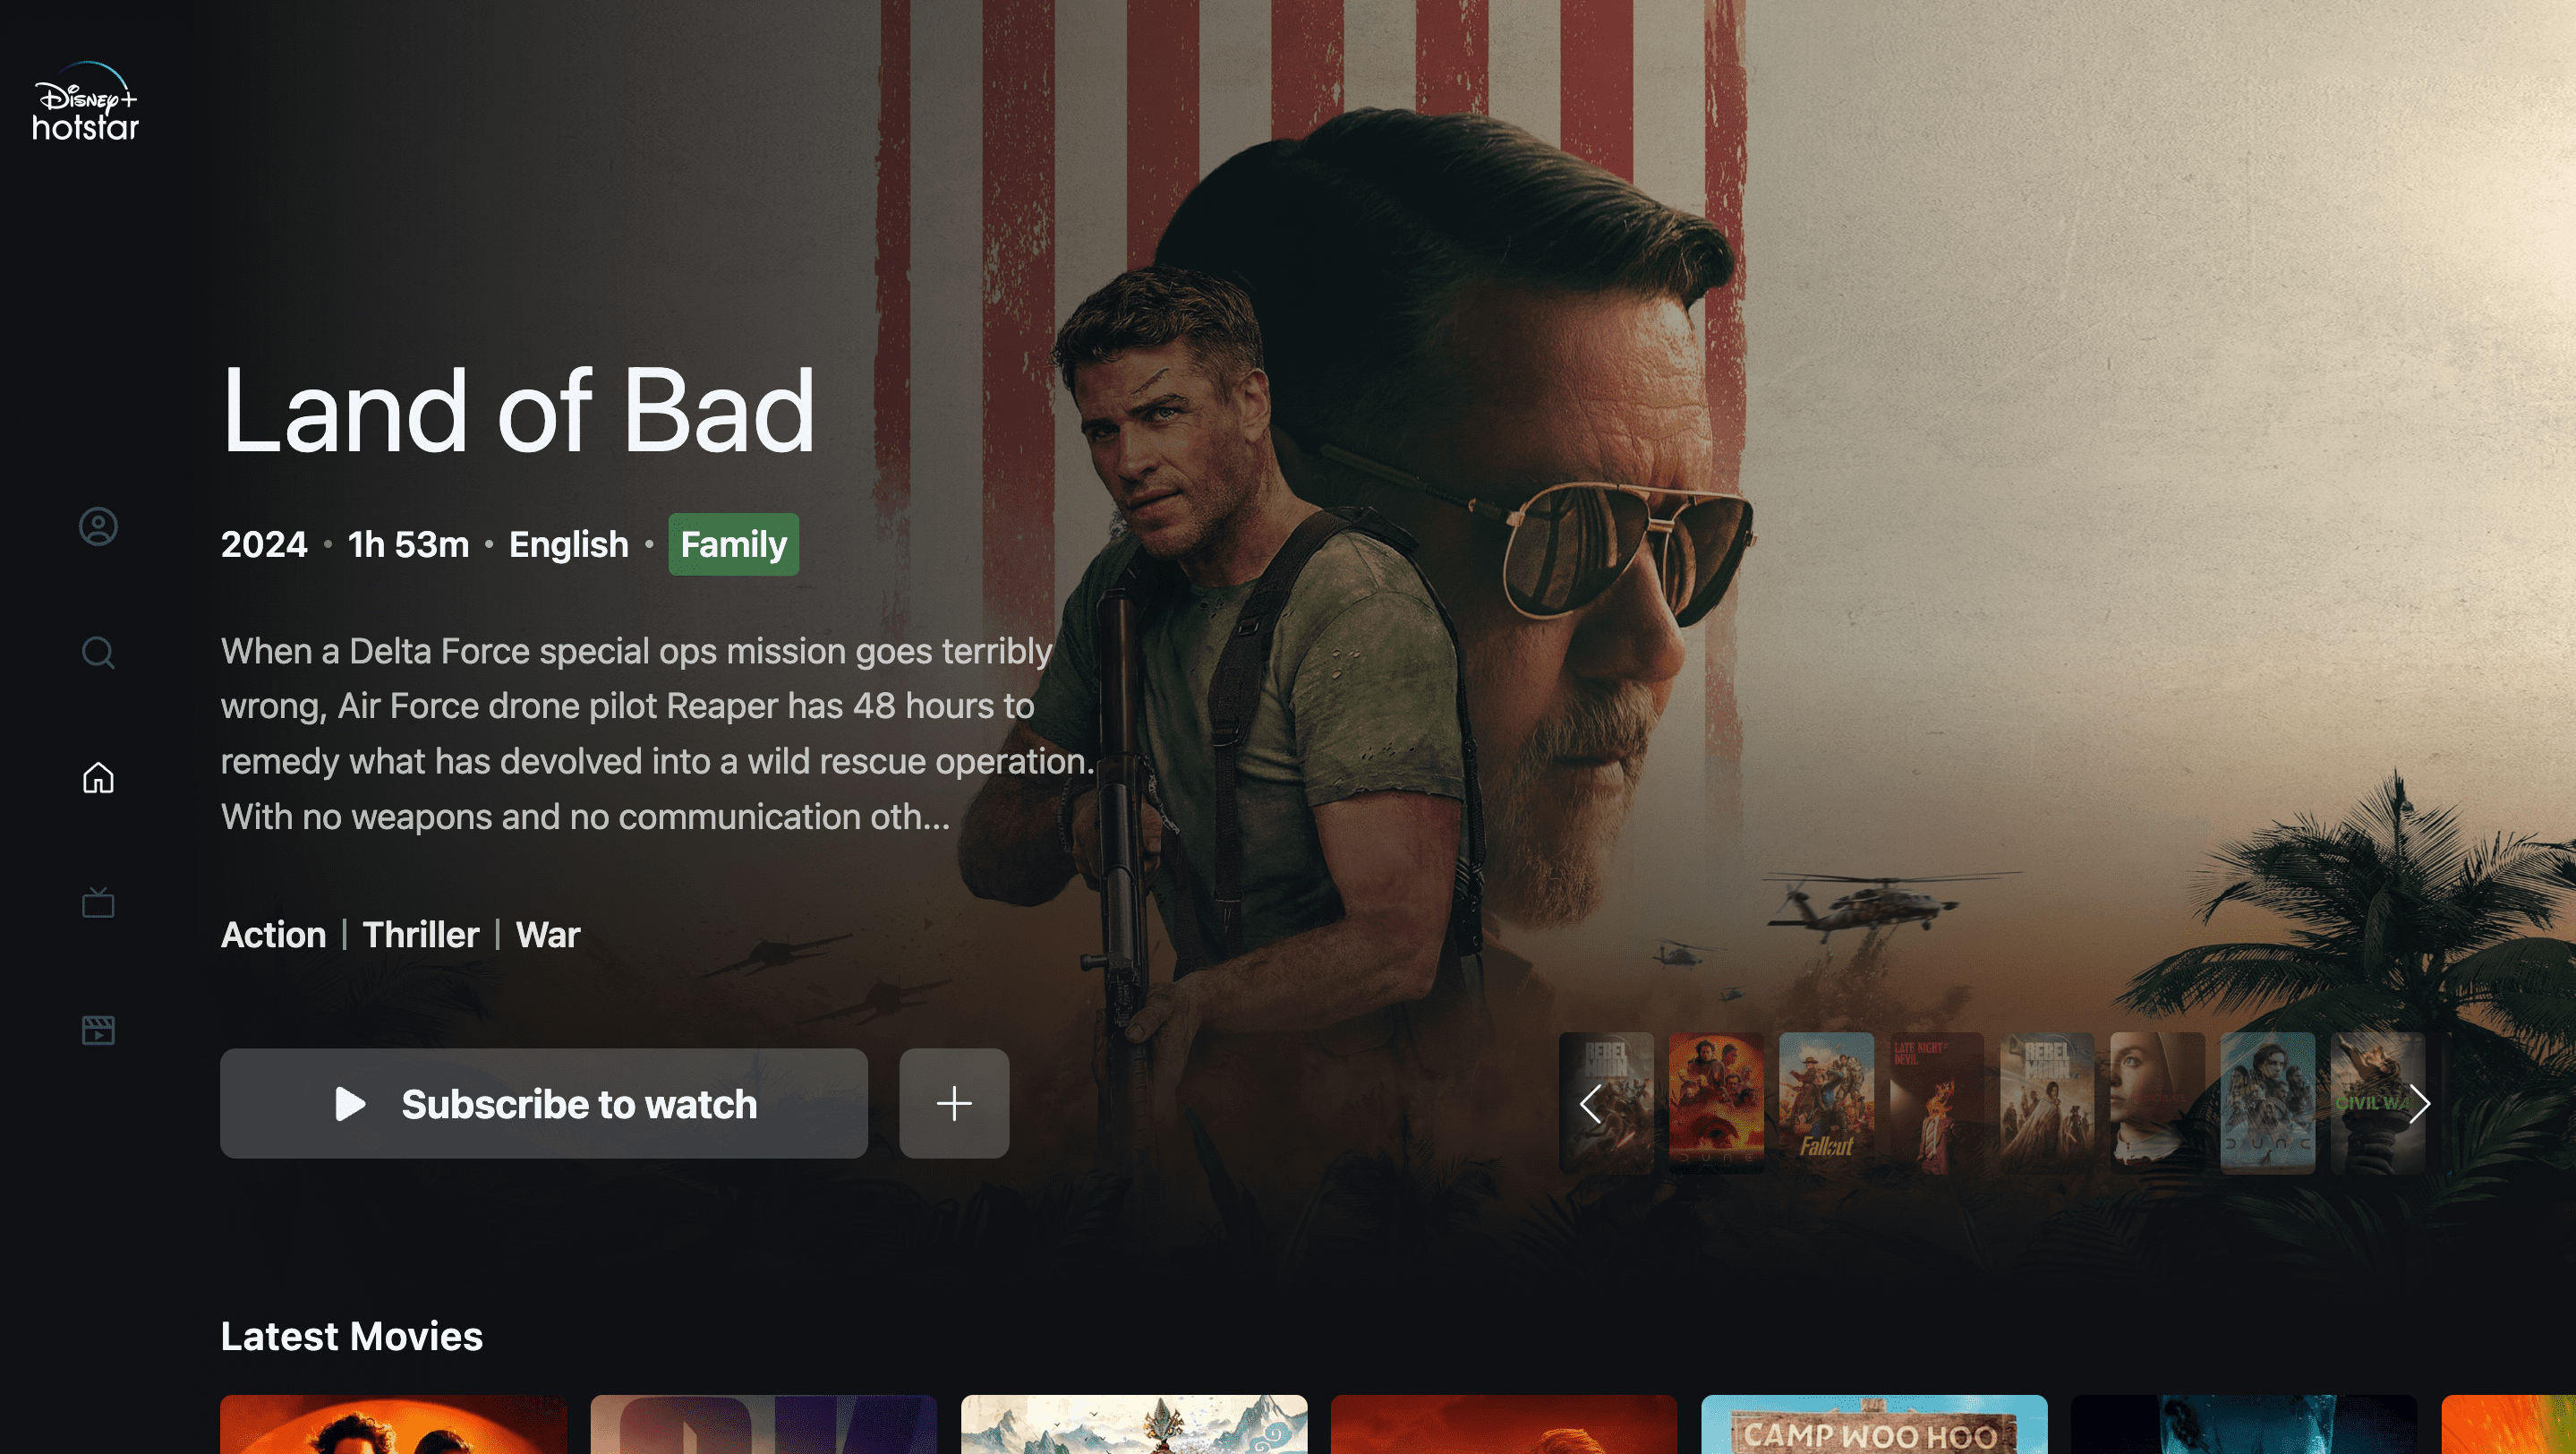 Disney+
hotstar
Land of Bad
2024 • 1h 53m • English • Family
When a Delta Force special ops mission goes terribly
wrong, Air Force drone pilot Reaper has 48 hours to
remedy what has devolved into a wild rescue operation.
With no weapons and no communication oth...
Action | Thriller | War
Subscribe to watch
REBEL
MOON
DUNE
Fallout
LATE NIGHT
DEVIL
REBEL
MOON
DUNC
CIVIL WA
Latest Movies
CAMP WOO HOO